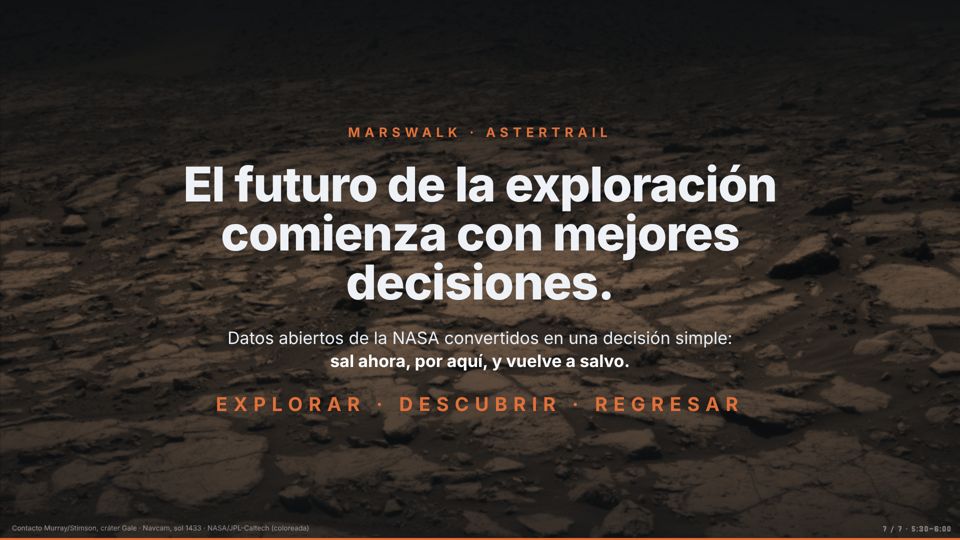 MARSWALK · ASTERTRAIL
El futuro de la exploración
comienza con mejores
decisiones.
Datos abiertos de la NASA convertidos en una decisión simple:
sal ahora, por aquí, y vuelve a salvo.
EXPLORAR · DESCUBRIR · REGRESAR
Contacto Murray/Stimson, cráter Gale · Navcam, sol 1433 · NASA/JPL-Caltech (coloreada)
7 / 7 · 5:30–6:00